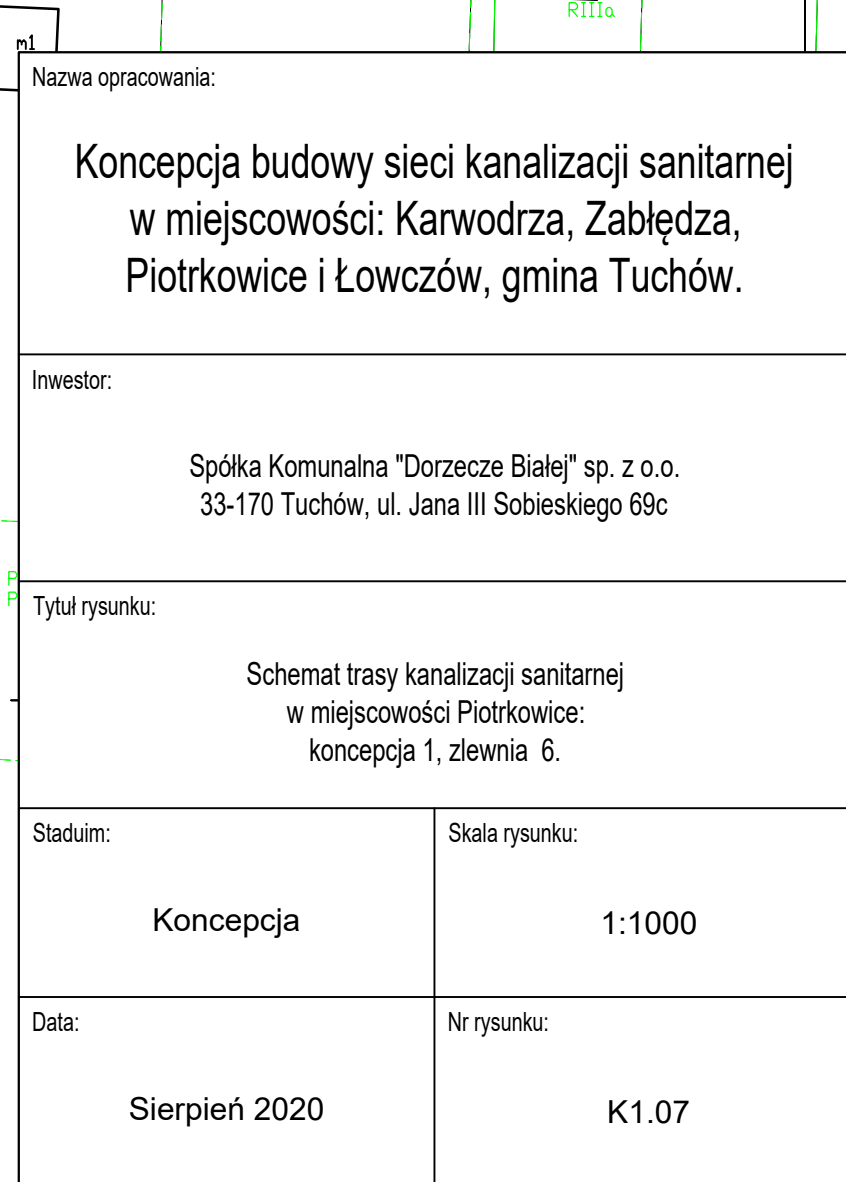 RIIIa
m1
Nazwa opracowania:
Koncepcja budowy sieci kanalizacji sanitarnej
w miejscowości: Karwodrza, Zabłędza,
Piotrkowice i Łowczów, gmina Tuchów.
Inwestor:
Spółka Komunalna "Dorzecze Białej" sp. z o.o.
33-170 Tuchów, ul. Jana III Sobieskiego 69c
P
P
Tytuł rysunku:
Schemat trasy kanalizacji sanitarnej
w miejscowości Piotrkowice:
koncepcja 1, zlewnia 6.
Staduim:
Skala rysunku:
Koncepcja
1:1000
Data:
Nr rysunku:
Sierpień 2020
K1.07